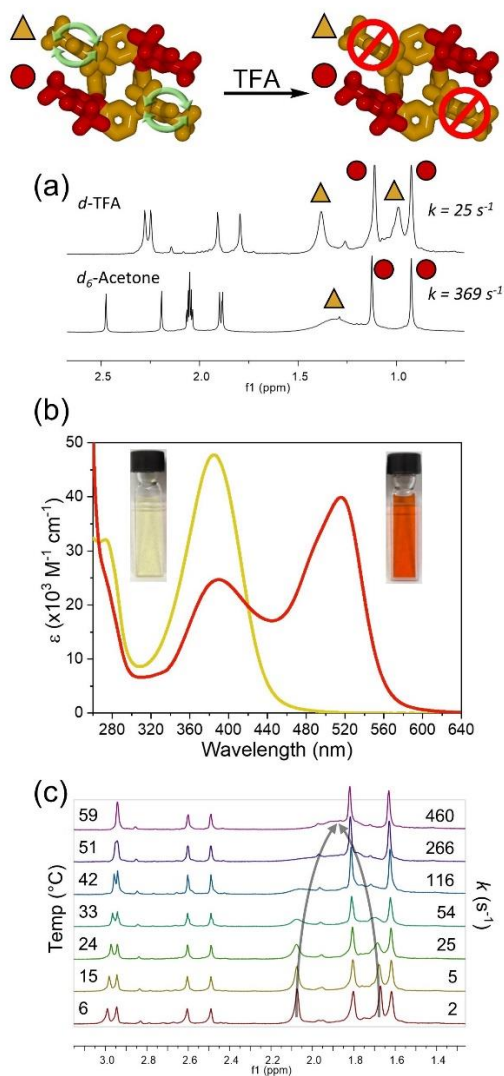 TFA
(a)
d-TFA
k = 25 s⁻¹
d₆-Acetone
k = 369 s⁻¹
2.5 2.0 1.5 1.0
f1 (ppm)
(b)
50
40
30
20
10
0
ε (x10³ M⁻¹ cm⁻¹)
280 320 360 400 440 480 520 560 600 640
Wavelength (nm)
(c)
59 460
51 266
42 116
33 54
24 25
15 5
6 2
Temp (°C)
k (s⁻¹)
3.0 2.8 2.6 2.4 2.2 2.0 1.8 1.6 1.4
f1 (ppm)